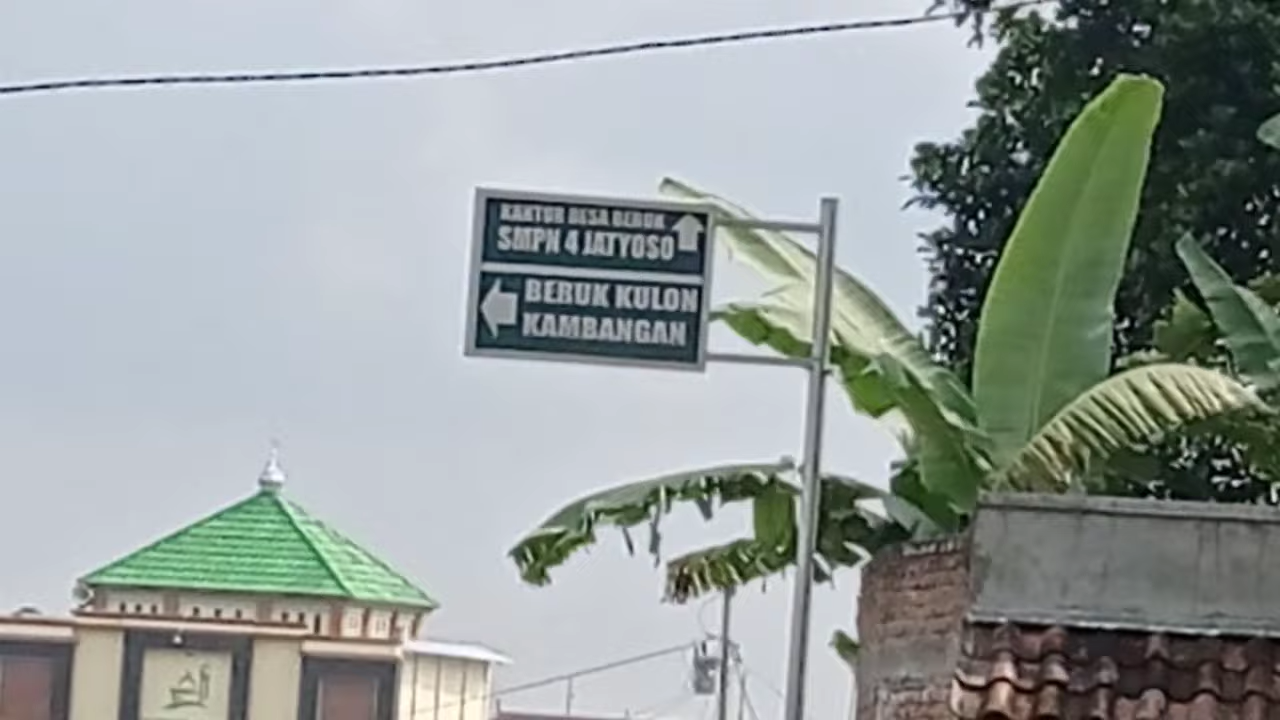 KANTOR DESA BERUK
SMPN 4 JATYOSO
BERUK KULON
KAMBANGAN